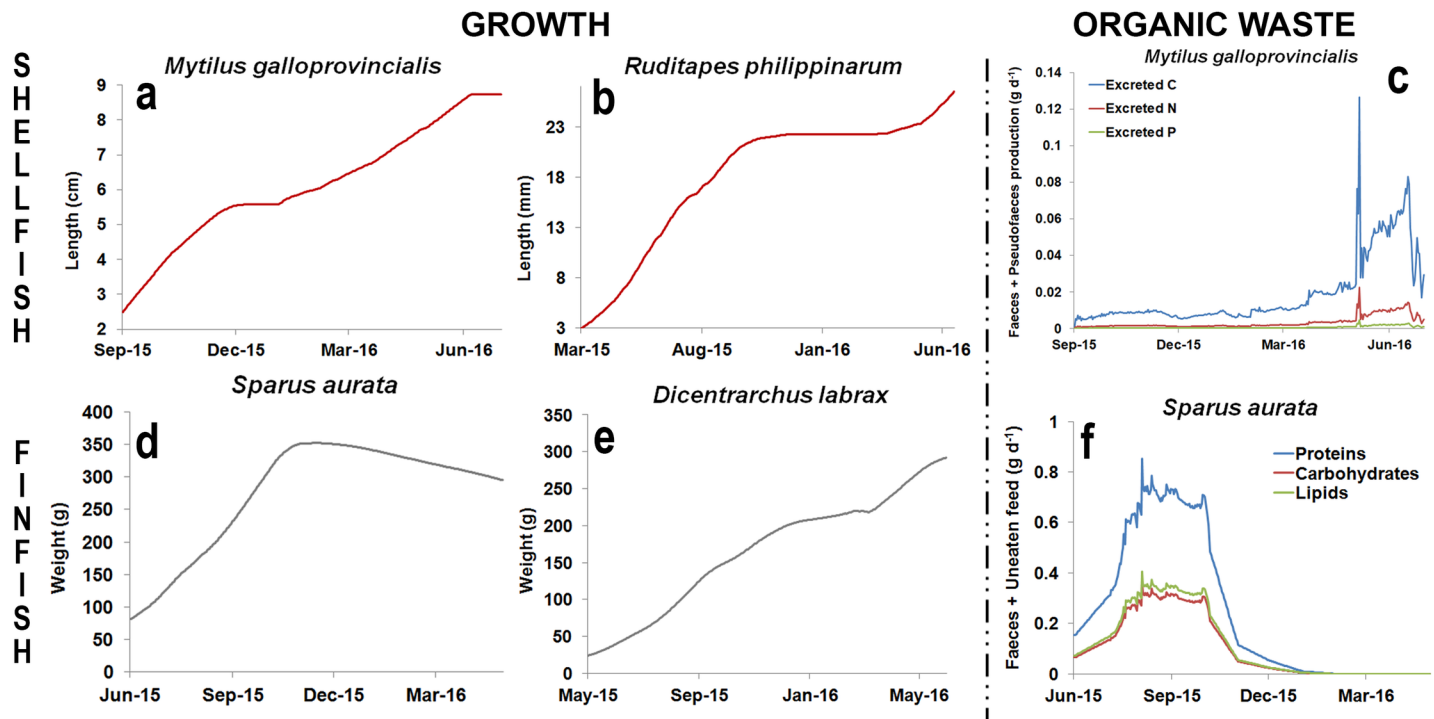 GROWTH
ORGANIC WASTE
SHELLFISH
Mytilus galloprovincialis
a
Length (cm)
9
8
7
6
5
4
3
2
Sep-15 Dec-15 Mar-16 Jun-16
Ruditapes philippinarum
b
Length (mm)
23
18
13
8
3
Mar-15 Aug-15 Jan-16 Jun-16
Mytilus galloprovincialis
c
Faeces + Pseudofaeces production (g d-1)
0.14
0.12
0.1
0.08
0.06
0.04
0.02
0
Excreted C
Excreted N
Excreted P
Sep-15 Dec-15 Mar-16 Jun-16
FINFISH
Sparus aurata
d
Weight (g)
400
350
300
250
200
150
100
50
0
Jun-15 Sep-15 Dec-15 Mar-16
Dicentrarchus labrax
e
Weight (g)
350
300
250
200
150
100
50
0
May-15 Sep-15 Jan-16 May-16
Sparus aurata
f
Faeces + Uneaten feed (g d-1)
1
0.8
0.6
0.4
0.2
0
Proteins
Carbohydrates
Lipids
Jun-15 Sep-15 Dec-15 Mar-16